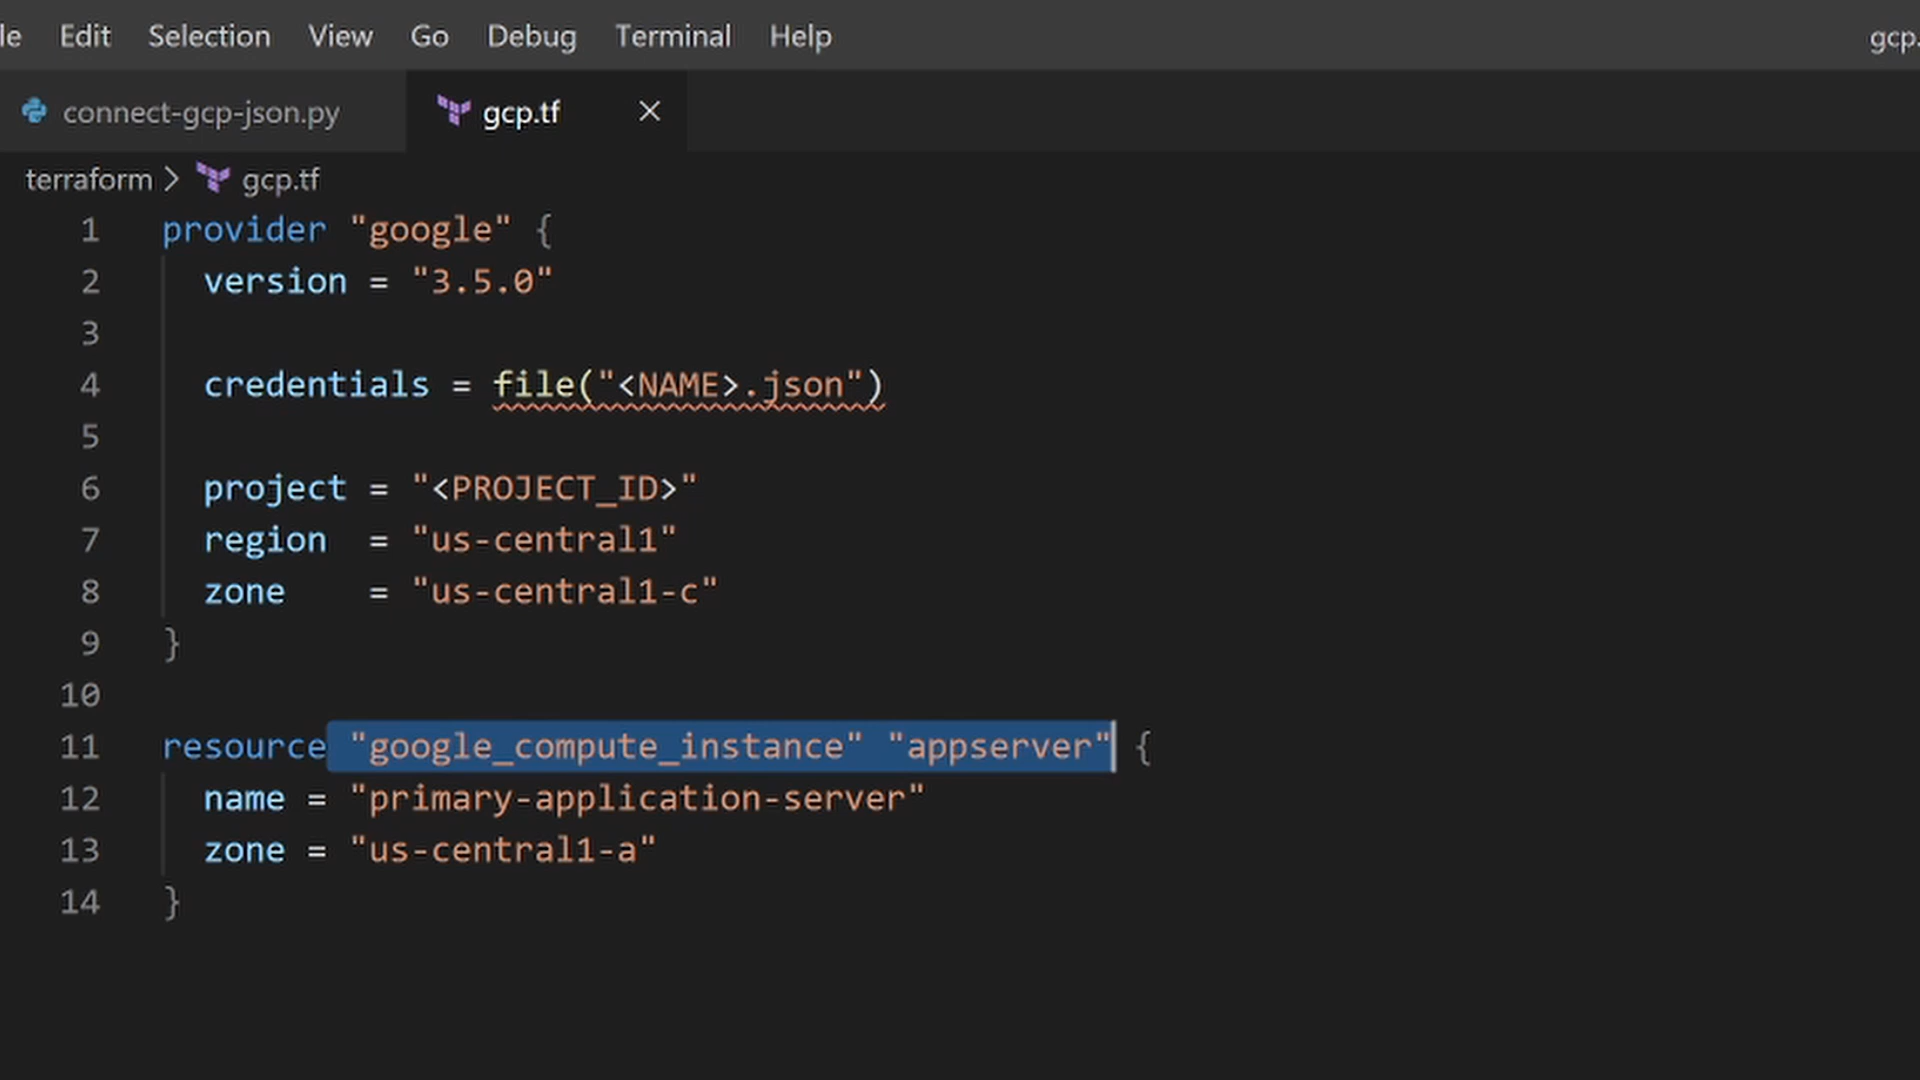 le Edit Selection View Go Debug Terminal Help gcp.
connect-gcp-json.py gcp.tf
terraform > gcp.tf
1 provider "google" {
2   version = "3.5.0"
3
4   credentials = file("<NAME>.json")
5
6   project = "<PROJECT_ID>"
7   region  = "us-central1"
8   zone    = "us-central1-c"
9 }
10
11 resource "google_compute_instance" "appserver" {
12   name = "primary-application-server"
13   zone = "us-central1-a"
14 }